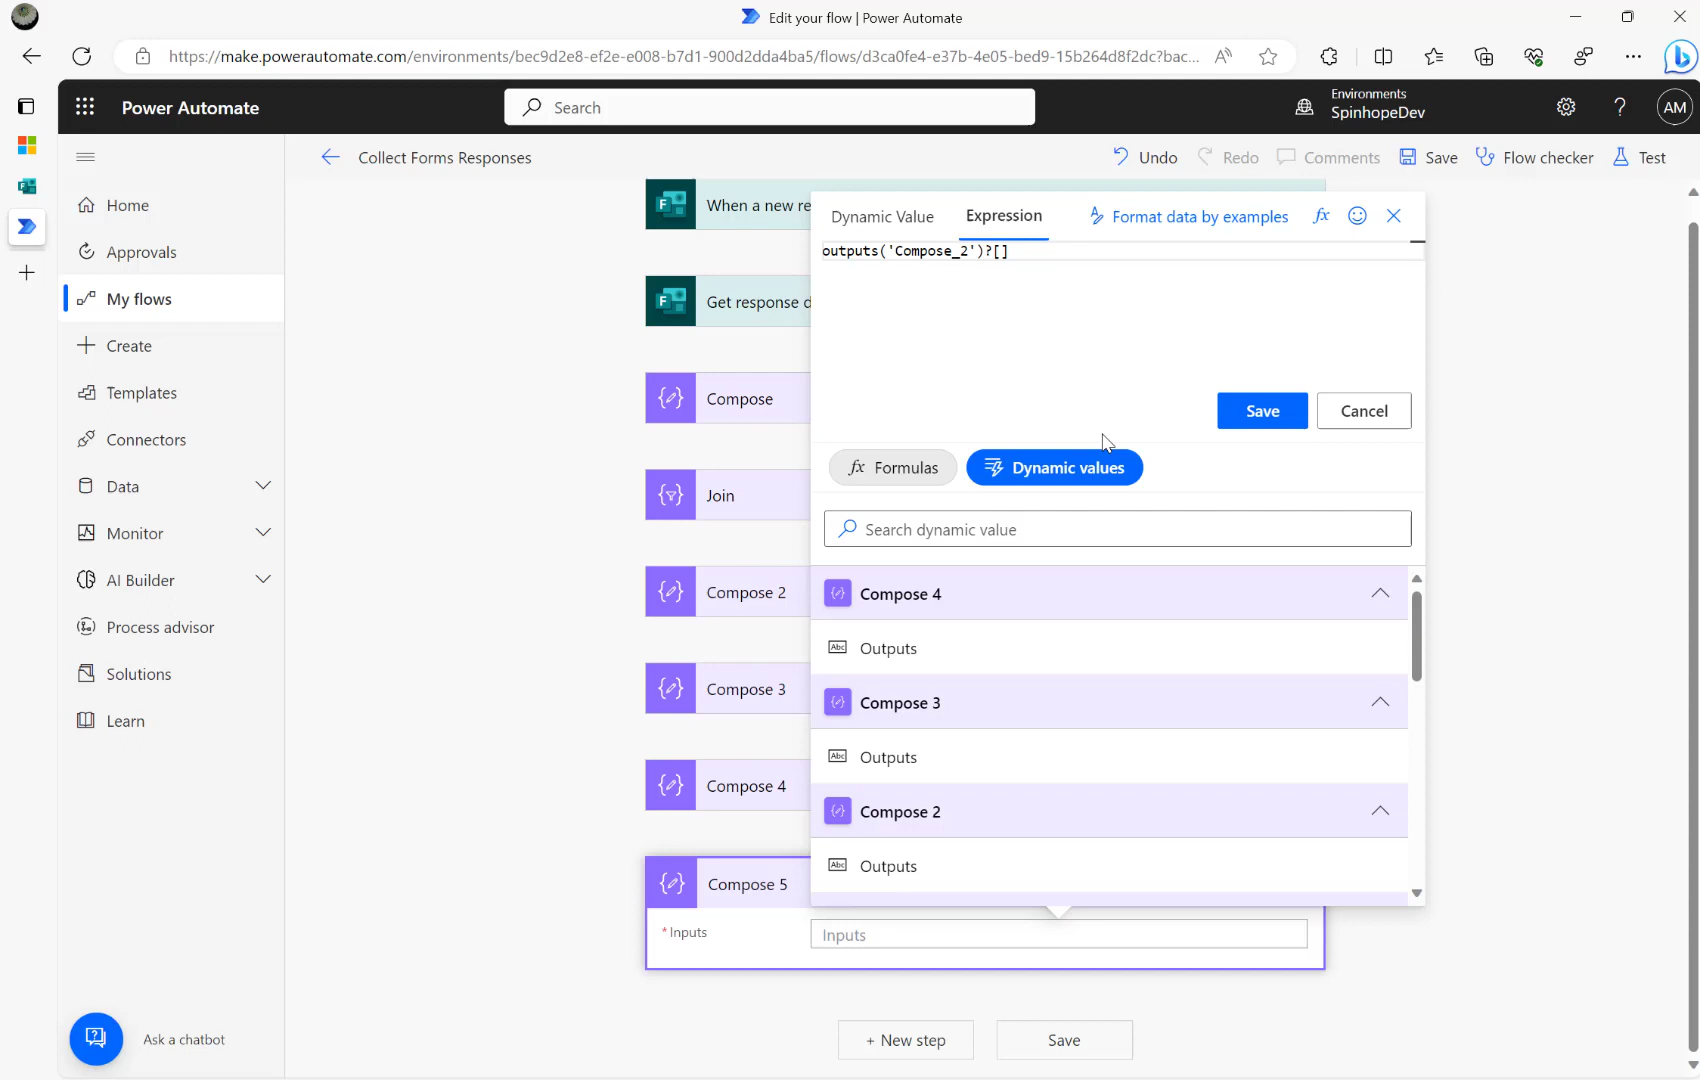 Edit your flow | Power Automate
https://make.powerautomate.com/environments/bec9d2e8-ef2e-e008-b7d1-900d2dda4ba5/flows/d3ca0fe4-e37b-4e05-bed9-15b264d8f2dc?bac...
Power Automate
Search
Environments
SpinhopeDev
AM
Collect Forms Responses
Undo
Redo
Comments
Save
Flow checker
Test
Home
Approvals
My flows
Create
Templates
Connectors
Data
Monitor
AI Builder
Process advisor
Solutions
Learn
Ask a chatbot
When a new re
Get response d
Compose
Join
Compose 2
Compose 3
Compose 4
Compose 5
* Inputs
Inputs
+ New step
Save
Dynamic Value
Expression
Format data by examples
fx
outputs('Compose_2')?[]
Save
Cancel
fx Formulas
Dynamic values
Search dynamic value
Compose 4
Abc Outputs
Compose 3
Abc Outputs
Compose 2
Abc Outputs